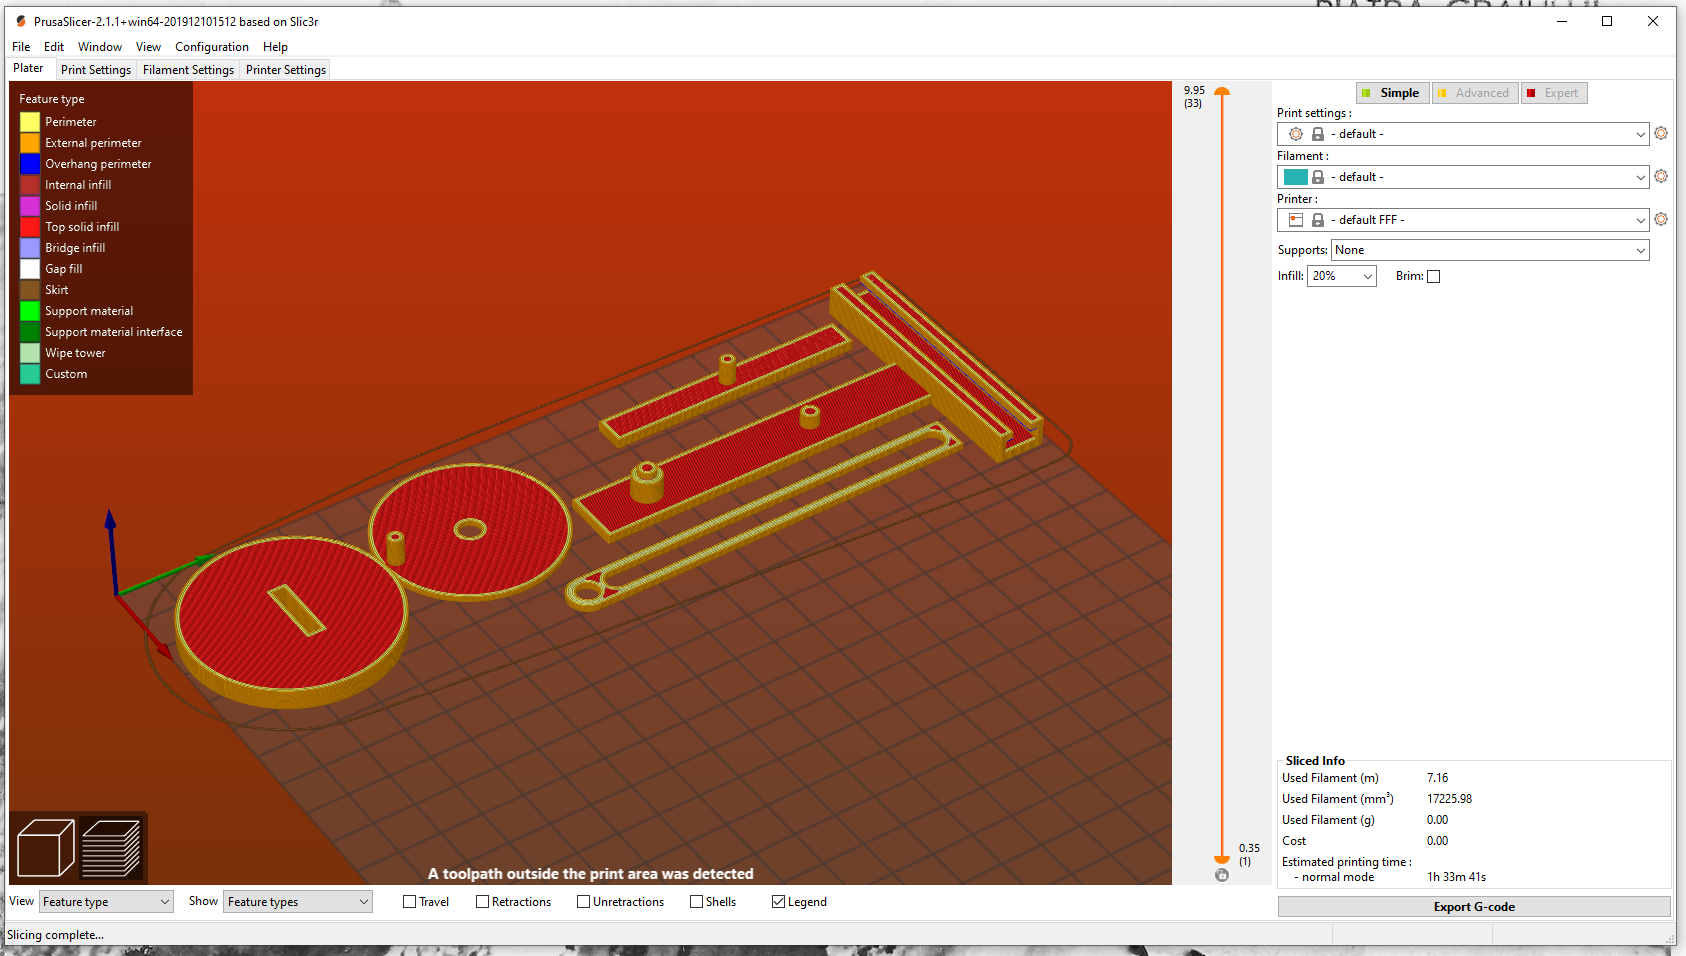 PrusaSlicer-2.1.1+win64-201912101512 based on Slic3r
File Edit Window View Configuration Help
Plater Print Settings Filament Settings Printer Settings
Feature type
Perimeter
External perimeter
Overhang perimeter
Internal infill
Solid infill
Top solid infill
Bridge infill
Gap fill
Skirt
Support material
Support material interface
Wipe tower
Custom
9.95
(33)
0.35
(1)
A toolpath outside the print area was detected
Simple Advanced Expert
Print settings :
- default -
Filament :
- default -
Printer :
- default FFF -
Supports: None
Infill: 20% Brim:
Sliced Info
Used Filament (m) 7.16
Used Filament (mm³) 17225.98
Used Filament (g) 0.00
Cost 0.00
Estimated printing time :
- normal mode 1h 33m 41s
Export G-code
View Feature type Show Feature types Travel Retractions Unretractions Shells Legend
Slicing complete...